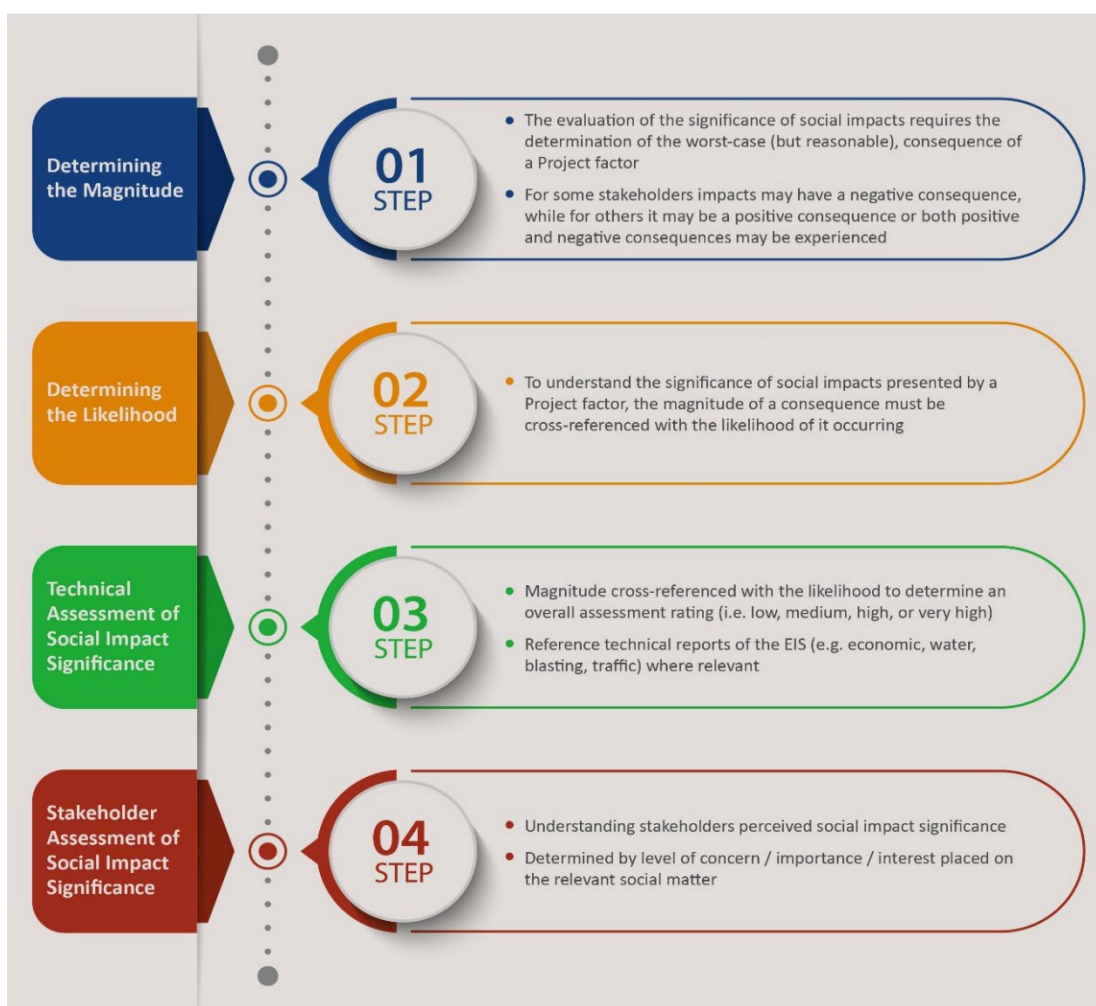 Determining
the Magnitude
01
STEP
• The evaluation of the significance of social impacts requires the
determination of the worst-case (but reasonable), consequence of
a Project factor
• For some stakeholders impacts may have a negative consequence,
while for others it may be a positive consequence or both positive
and negative consequences may be experienced
Determining
the Likelihood
02
STEP
• To understand the significance of social impacts presented by a
Project factor, the magnitude of a consequence must be
cross-referenced with the likelihood of it occurring
Technical
Assessment of
Social Impact
Significance
03
STEP
• Magnitude cross-referenced with the likelihood to determine an
overall assessment rating (i.e. low, medium, high, or very high)
• Reference technical reports of the EIS (e.g. economic, water,
blasting, traffic) where relevant
Stakeholder
Assessment of
Social Impact
Significance
04
STEP
• Understanding stakeholders perceived social impact significance
• Determined by level of concern / importance / interest placed on
the relevant social matter